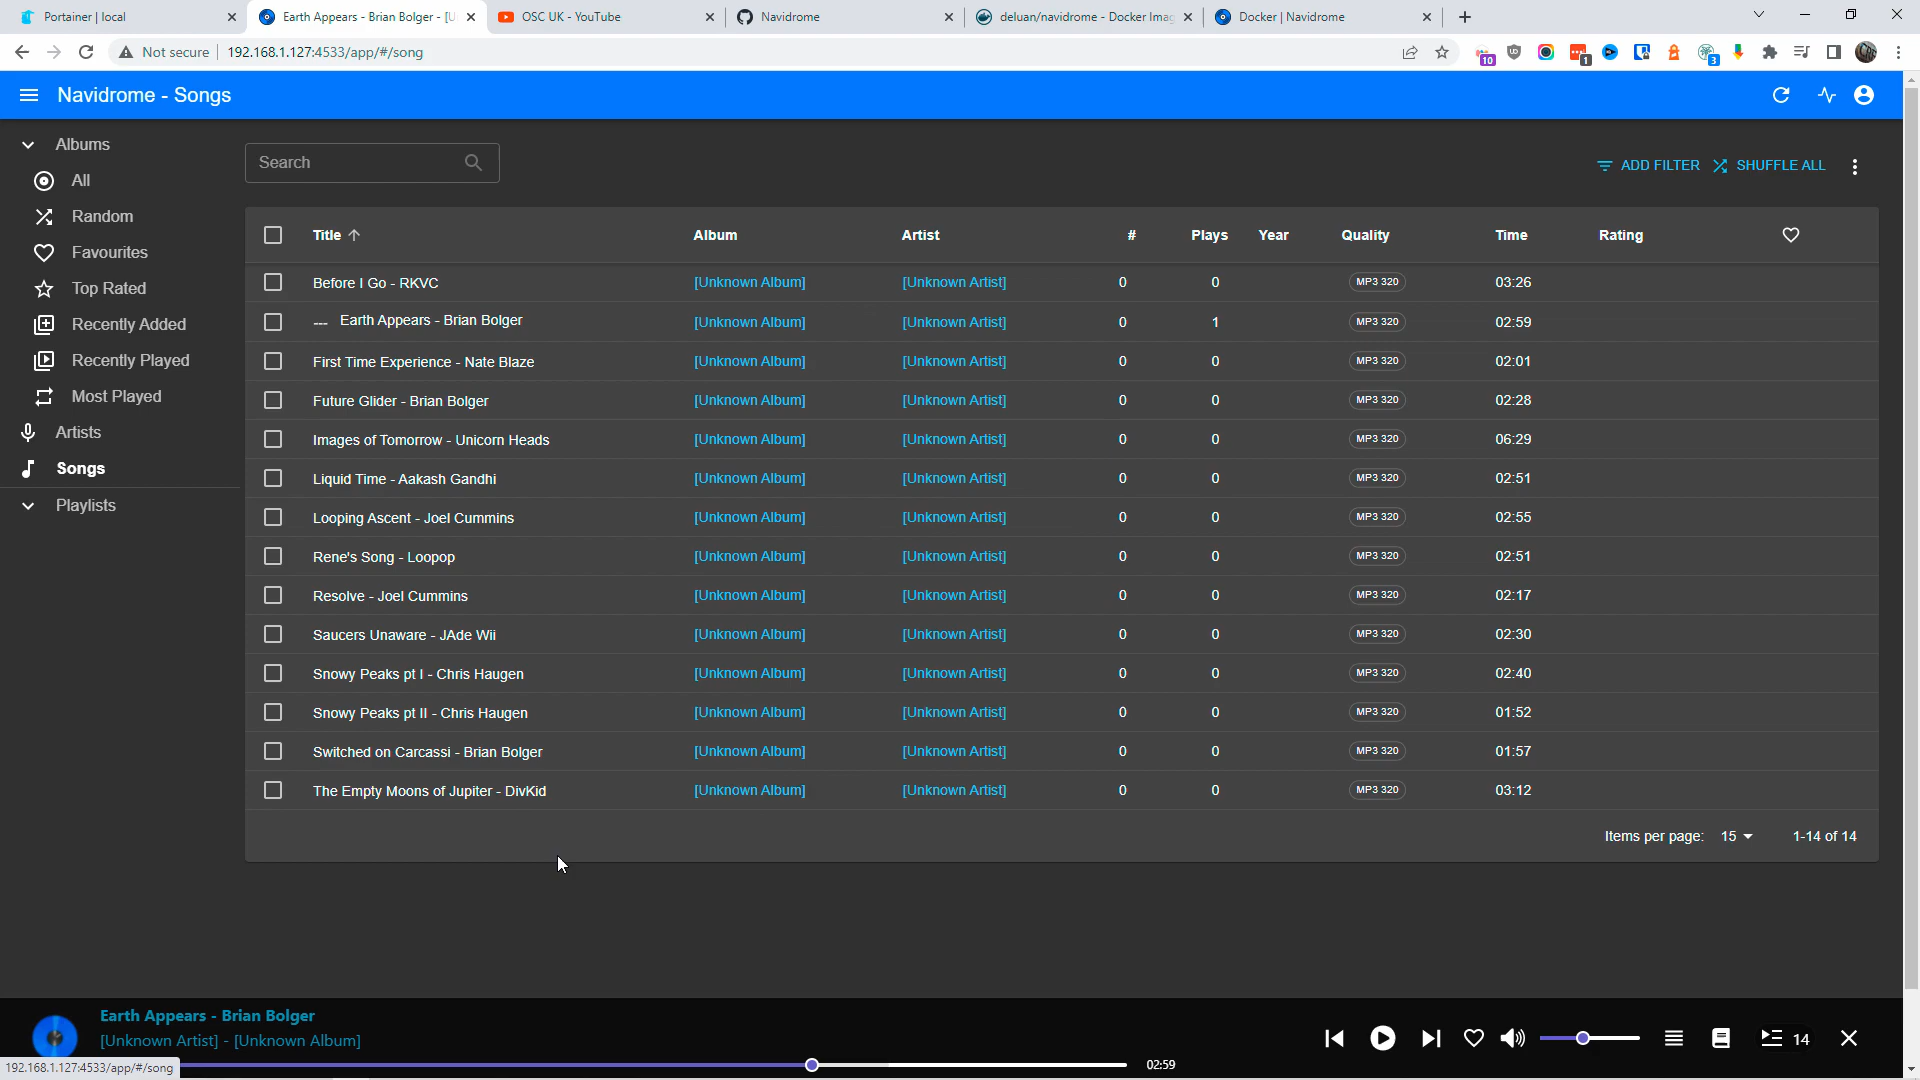 Portainer | local
Earth Appears - Brian Bolger - [U
OSC UK - YouTube
Navidrome
deluan/navidrome - Docker Imag
Docker | Navidrome
Not secure
192.168.1.127:4533/app/#/song
10
1
3
Navidrome - Songs
Albums
All
Random
Favourites
Top Rated
Recently Added
Recently Played
Most Played
Artists
Songs
Playlists
Search
ADD FILTER
SHUFFLE ALL
Title Album Artist # Plays Year Quality Time Rating
Before I Go - RKVC [Unknown Album] [Unknown Artist] 0 0 MP3 320 03:26
Earth Appears - Brian Bolger [Unknown Album] [Unknown Artist] 0 1 MP3 320 02:59
First Time Experience - Nate Blaze [Unknown Album] [Unknown Artist] 0 0 MP3 320 02:01
Future Glider - Brian Bolger [Unknown Album] [Unknown Artist] 0 0 MP3 320 02:28
Images of Tomorrow - Unicorn Heads [Unknown Album] [Unknown Artist] 0 0 MP3 320 06:29
Liquid Time - Aakash Gandhi [Unknown Album] [Unknown Artist] 0 0 MP3 320 02:51
Looping Ascent - Joel Cummins [Unknown Album] [Unknown Artist] 0 0 MP3 320 02:55
Rene's Song - Loopop [Unknown Album] [Unknown Artist] 0 0 MP3 320 02:51
Resolve - Joel Cummins [Unknown Album] [Unknown Artist] 0 0 MP3 320 02:17
Saucers Unaware - JAde Wii [Unknown Album] [Unknown Artist] 0 0 MP3 320 02:30
Snowy Peaks pt I - Chris Haugen [Unknown Album] [Unknown Artist] 0 0 MP3 320 02:40
Snowy Peaks pt II - Chris Haugen [Unknown Album] [Unknown Artist] 0 0 MP3 320 01:52
Switched on Carcassi - Brian Bolger [Unknown Album] [Unknown Artist] 0 0 MP3 320 01:57
The Empty Moons of Jupiter - DivKid [Unknown Album] [Unknown Artist] 0 0 MP3 320 03:12
Items per page: 15 1-14 of 14
Earth Appears - Brian Bolger
[Unknown Artist] - [Unknown Album]
14
192.168.1.127:4533/app/#/song
02:59